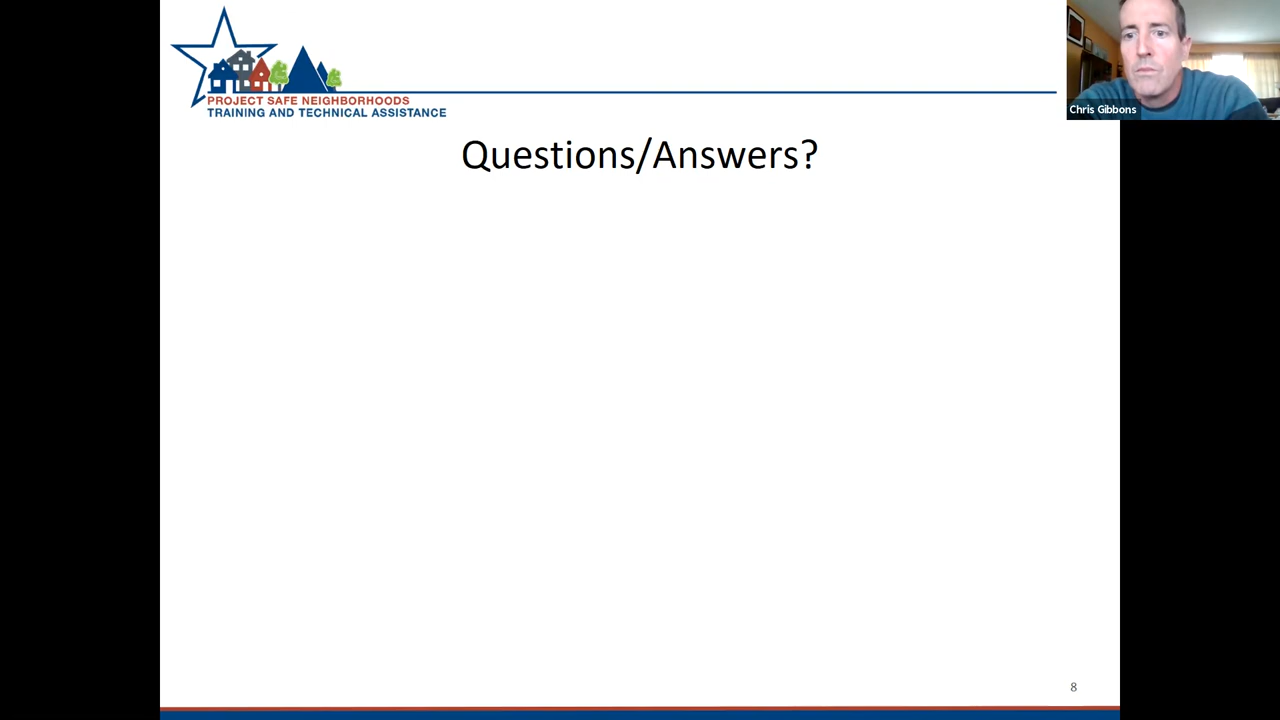 PROJECT SAFE NEIGHBORHOODS
TRAINING AND TECHNICAL ASSISTANCE
Chris Gibbons
Questions/Answers?
8